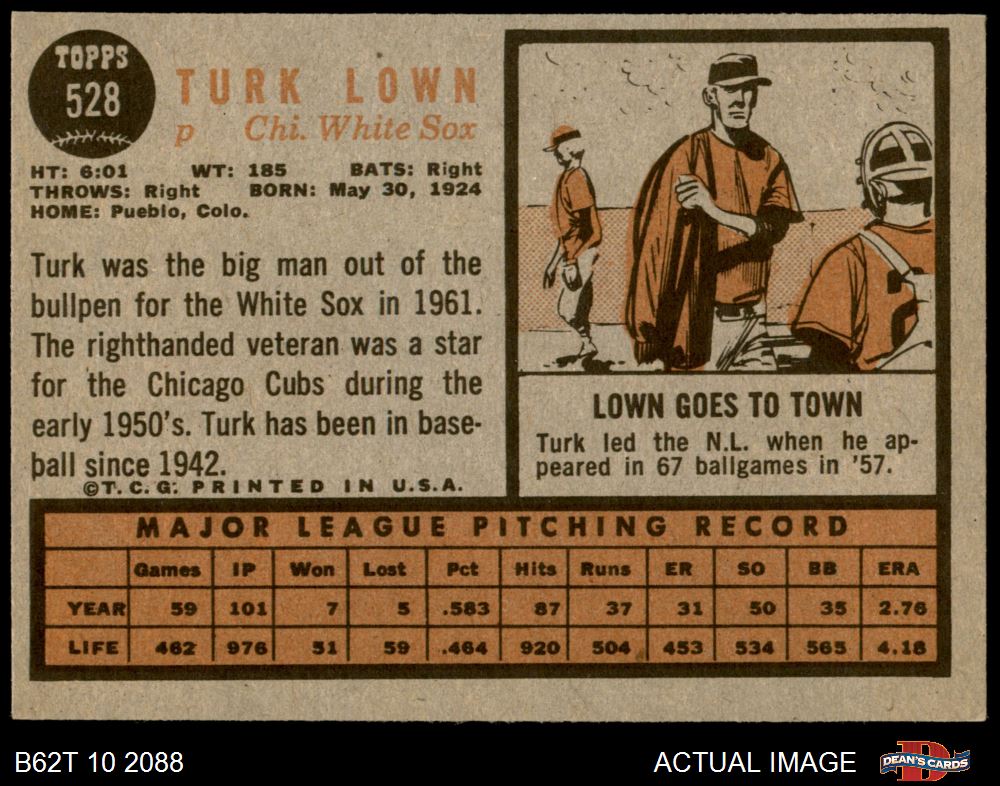 TOPPS
528
TURK LOWN
p Chi. White Sox
HT: 6:01 WT: 185 BATS: Right
THROWS: Right BORN: May 30, 1924
HOME: Pueblo, Colo.
Turk was the big man out of the
bullpen for the White Sox in 1961.
The righthanded veteran was a star
for the Chicago Cubs during the
early 1950's. Turk has been in base-
ball since 1942.
©T.C.G. PRINTED IN U.S.A.
LOWN GOES TO TOWN
Turk led the N.L. when he ap-
peared in 67 ballgames in '57.
MAJOR LEAGUE PITCHING RECORD
Games IP Won Lost Pct Hits Runs ER SO BB ERA
YEAR 59 101 7 5 .583 87 37 31 50 35 2.76
LIFE 462 976 51 59 .464 920 504 453 534 565 4.18
B62T 10 2088 ACTUAL IMAGE DEAN'S CARDS